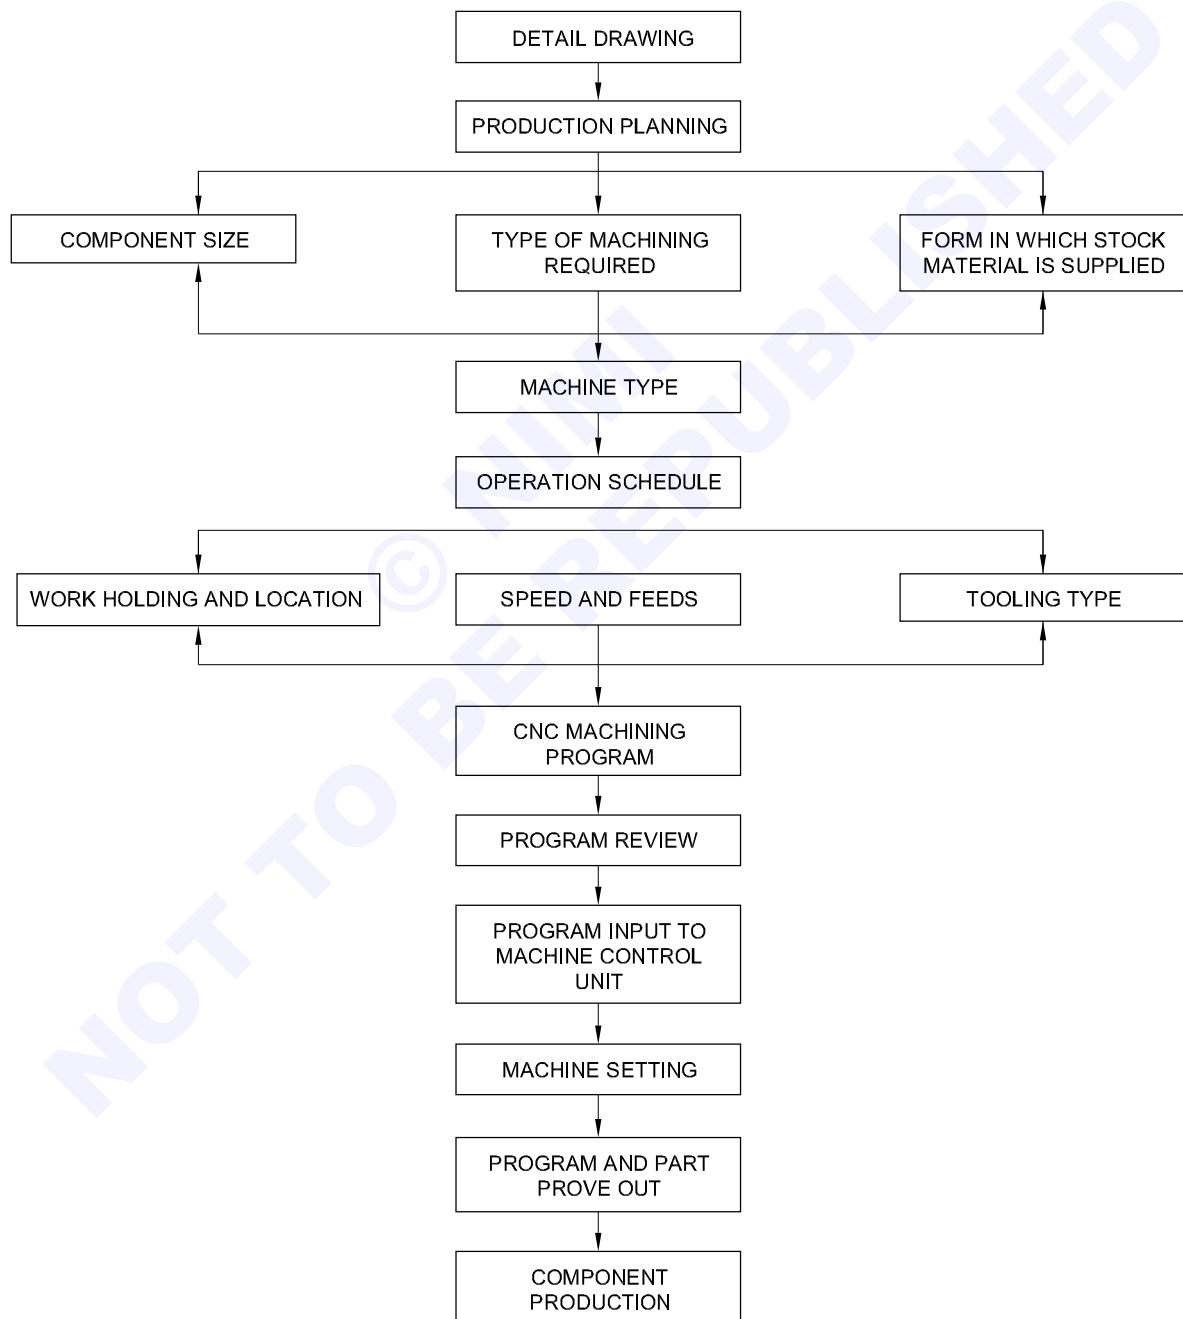 DETAIL DRAWING
PRODUCTION PLANNING
COMPONENT SIZE
TYPE OF MACHINING
REQUIRED
FORM IN WHICH STOCK
MATERIAL IS SUPPLIED
MACHINE TYPE
OPERATION SCHEDULE
WORK HOLDING AND LOCATION
SPEED AND FEEDS
TOOLING TYPE
CNC MACHINING
PROGRAM
PROGRAM REVIEW
PROGRAM INPUT TO
MACHINE CONTROL
UNIT
MACHINE SETTING
PROGRAM AND PART
PROVE OUT
COMPONENT
PRODUCTION
© NIMI
NOT TO BE REPUBLISHED